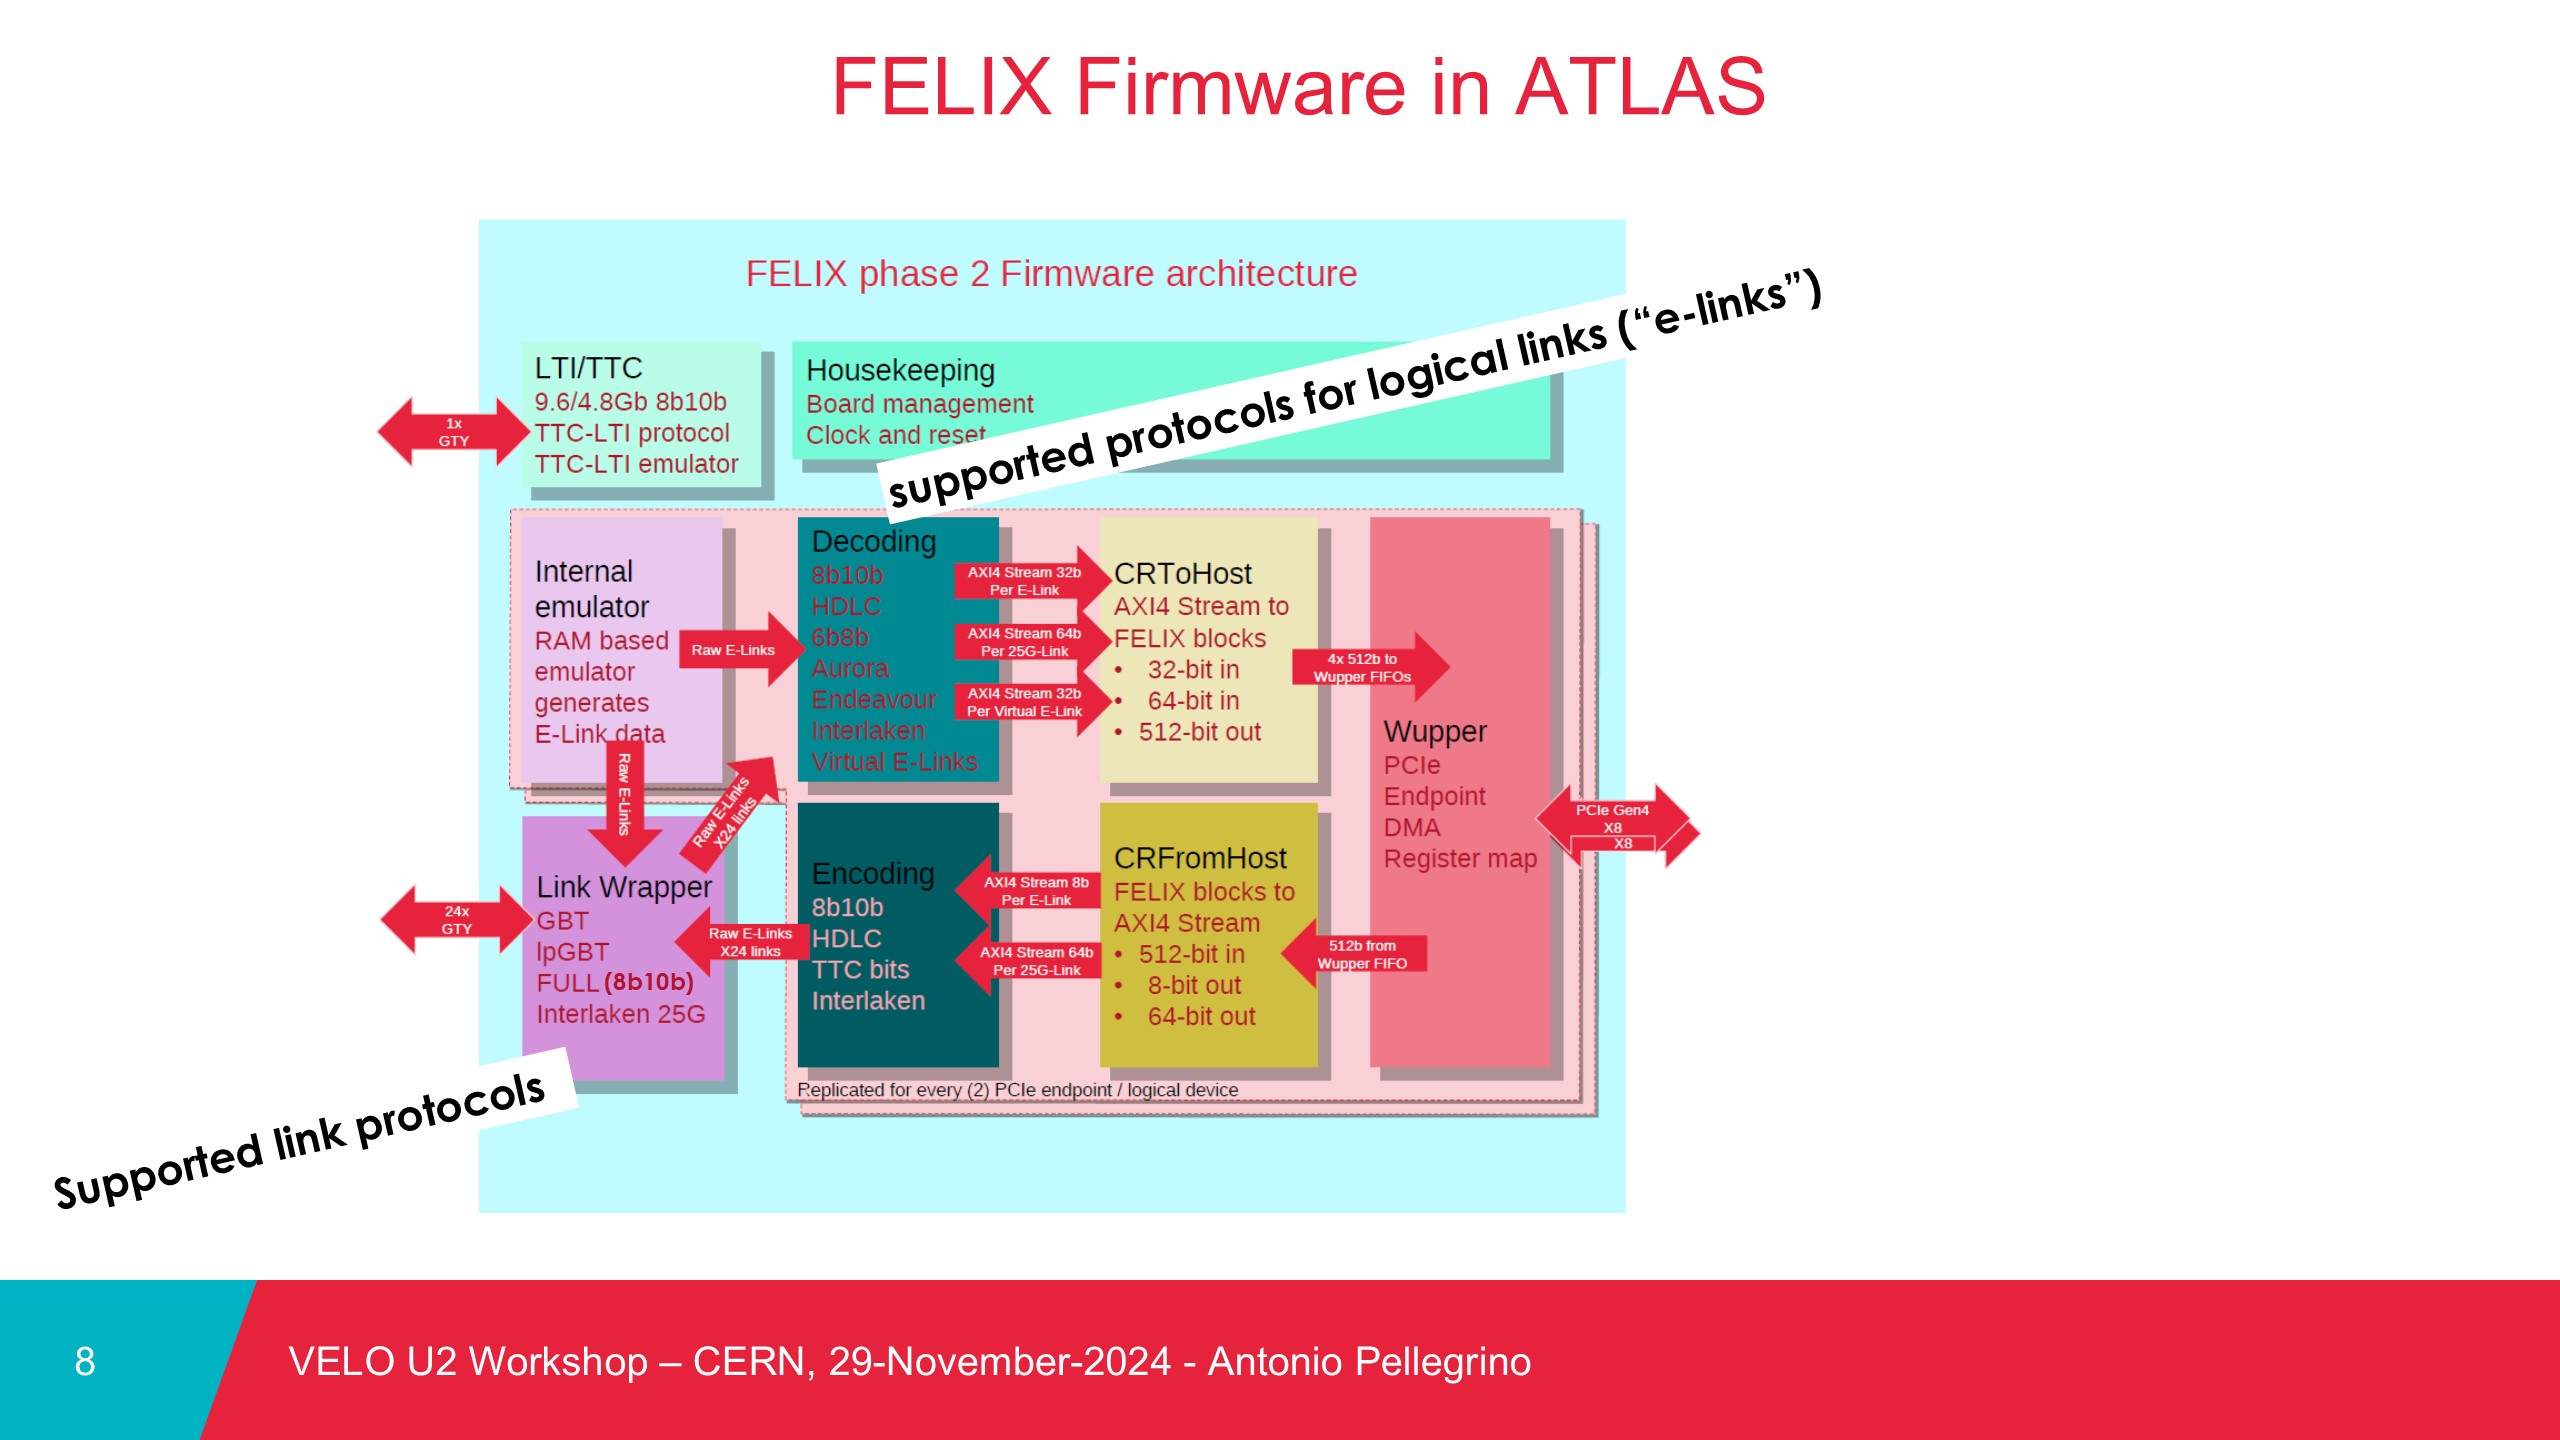 FELIX Firmware in ATLAS
FELIX phase 2 Firmware architecture
supported protocols for logical links (“e-links”)
LTI/TTC
9.6/4.8Gb 8b10b
TTC-LTI protocol
TTC-LTI emulator
1x
GTY
Housekeeping
Board management
Clock and reset
Internal
emulator
RAM based
emulator
generates
E-Link data
Raw E-Links
Raw E-Links
Raw E-Links
X24 links
Decoding
8b10b
HDLC
6b8b
Aurora
Endeavour
Interlaken
Virtual E-Links
AXI4 Stream 32b
Per E-Link
AXI4 Stream 64b
Per 25G-Link
AXI4 Stream 32b
Per Virtual E-Link
CRToHost
AXI4 Stream to
FELIX blocks
• 32-bit in
• 64-bit in
• 512-bit out
4x 512b to
Wupper FIFOs
Wupper
PCIe
Endpoint
DMA
Register map
PCIe Gen4
X8
X8
24x
GTY
Link Wrapper
GBT
lpGBT
FULL (8b10b)
Interlaken 25G
Raw E-Links
X24 links
Encoding
8b10b
HDLC
TTC bits
Interlaken
AXI4 Stream 8b
Per E-Link
AXI4 Stream 64b
Per 25G-Link
CRFromHost
FELIX blocks to
AXI4 Stream
• 512-bit in
• 8-bit out
• 64-bit out
512b from
Wupper FIFO
Replicated for every (2) PCIe endpoint / logical device
Supported link protocols
8
VELO U2 Workshop – CERN, 29-November-2024 - Antonio Pellegrino